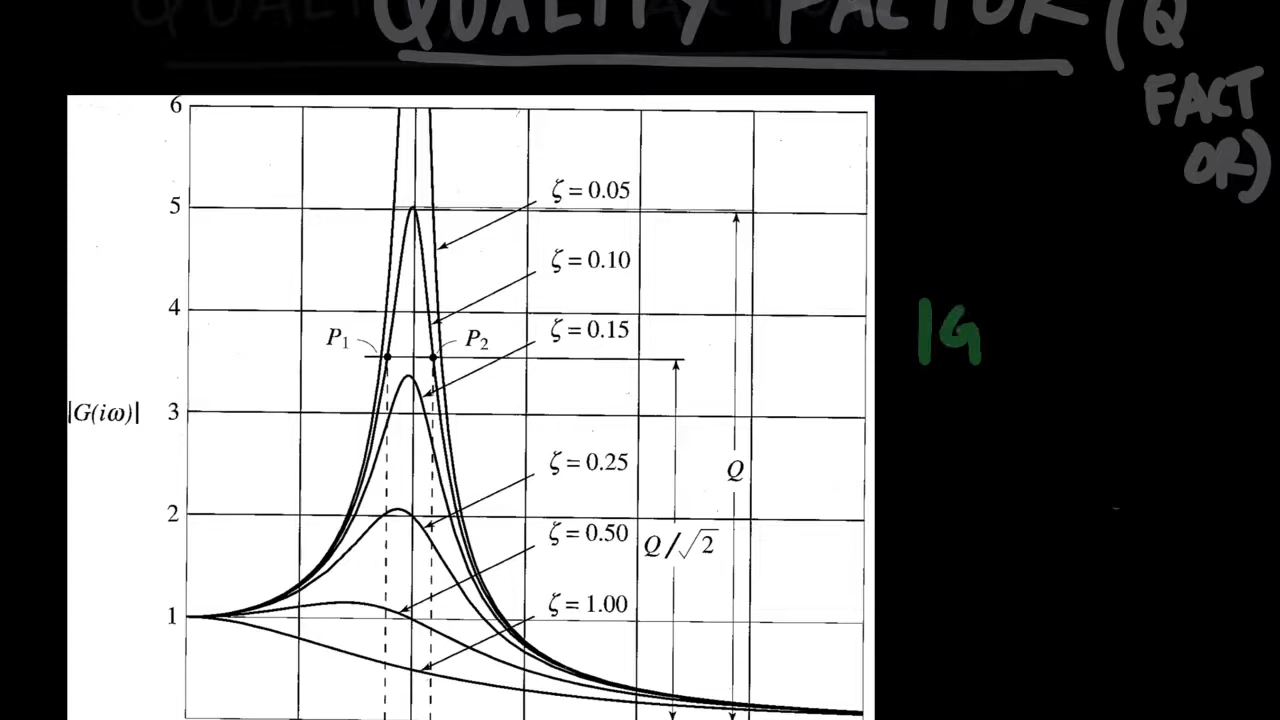 QUALITY FACTOR (Q
FACT
OR)
6
ζ = 0.05
5
ζ = 0.10
4
ζ = 0.15
P₁
P₂
|G(iω)|
3
ζ = 0.25
Q
2
ζ = 0.50
Q/√2
ζ = 1.00
1
|G